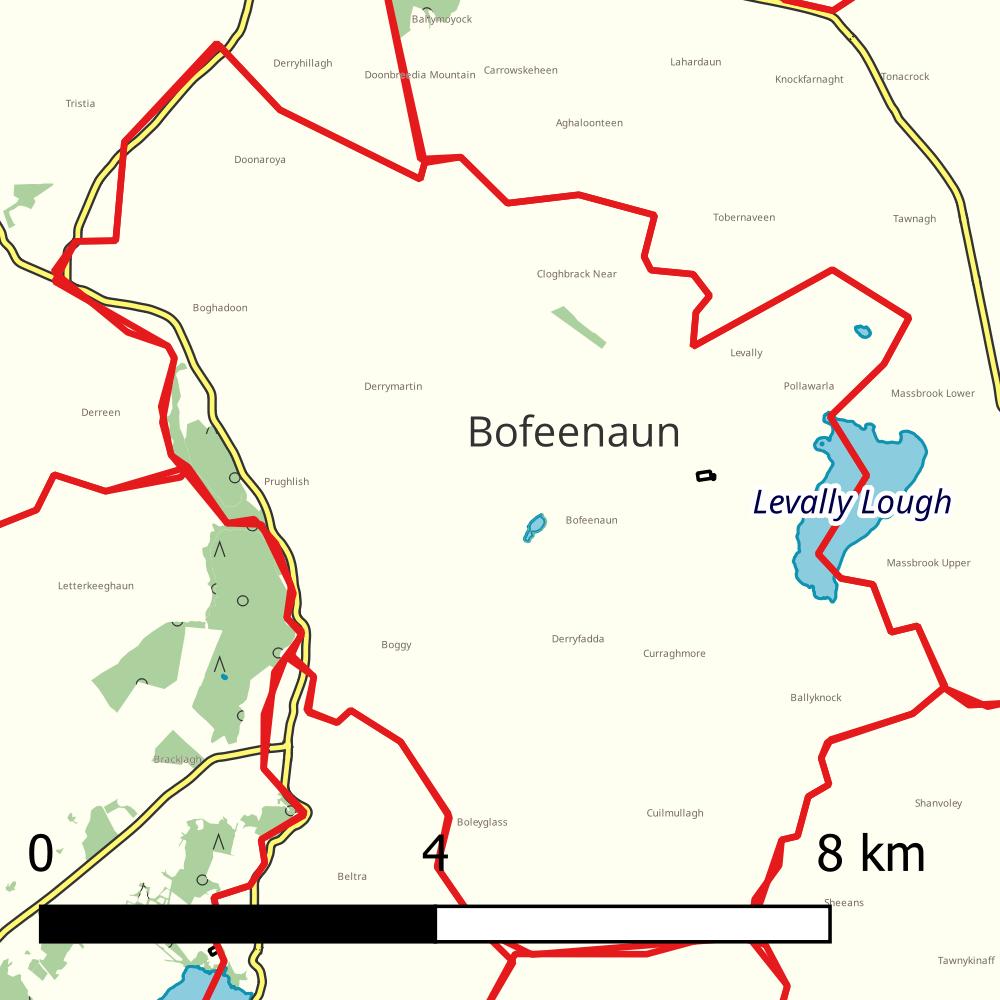 Ballymoyock
Derryhillagh
Doonbreedia Mountain
Carrowskeheen
Lahardaun
Knockfarnaght
Tonacrock
Tristia
Aghaloonteen
Doonaroya
Tobernaveen
Tawnagh
Cloghbrack Near
Boghadoon
Levally
Derrymartin
Pollawarla
Massbrook Lower
Derreen
Bofeenaun
Prughlish
Levally Lough
Bofeenaun
Massbrook Upper
Letterkeeghaun
Derryfadda
Boggy
Curraghmore
Ballyknock
Bracklagh
Shanvoley
Cuilmullagh
Boleyglass
0 4 8 km
Beltra
Sheeans
Tawnykinaff